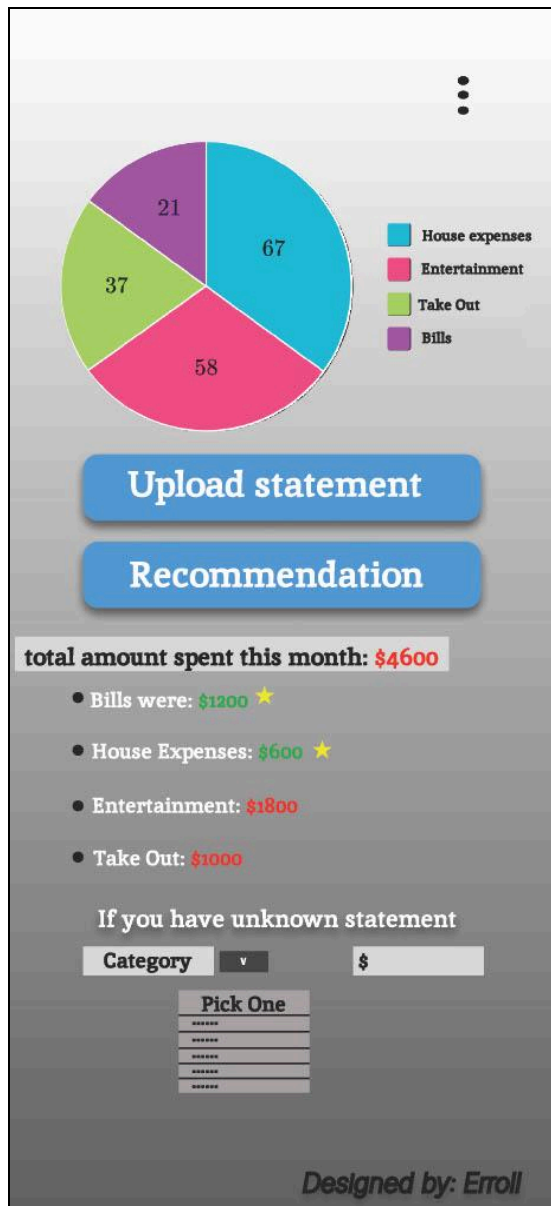 67
21
37
58
House expenses
Entertainment
Take Out
Bills
Upload statement
Recommendation
total amount spent this month: $4600
Bills were: $1200
House Expenses: $600
Entertainment: $1800
Take Out: $1000
If you have unknown statement
Category v $
Pick One
------
------
------
------
------
Designed by: Erroll